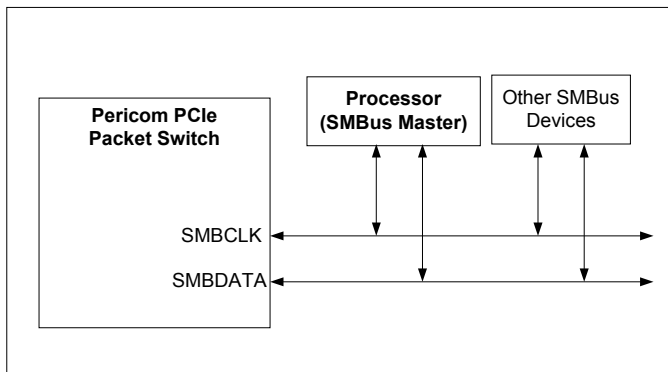 Pericom PCIe
Packet Switch
Processor
(SMBus Master)
Other SMBus
Devices
SMBCLK
SMBDATA